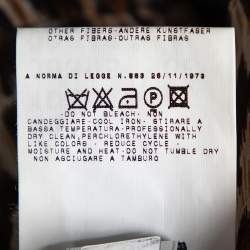 OTHER FIBERS-ANDERE KUNSTFASER
OTRAS FIBRAS-OUTRAS FIBRAS
A NORMA DI LEGGE N.883 26/11/1973
P
-DO NOT BLEACH- NON
CANDEGGIARE-COOL IRON- STIRARE A
BASSA TEMPERATURA-PROFESSIONALLY
DRY CLEAN,PERCHLORETHYLENE WITH
LIKE COLORS - REDUCE CYCLE -
MOISTURE AND HEAT-DO NOT TUMBLE DRY
NON ASCIUGARE A TAMBURO